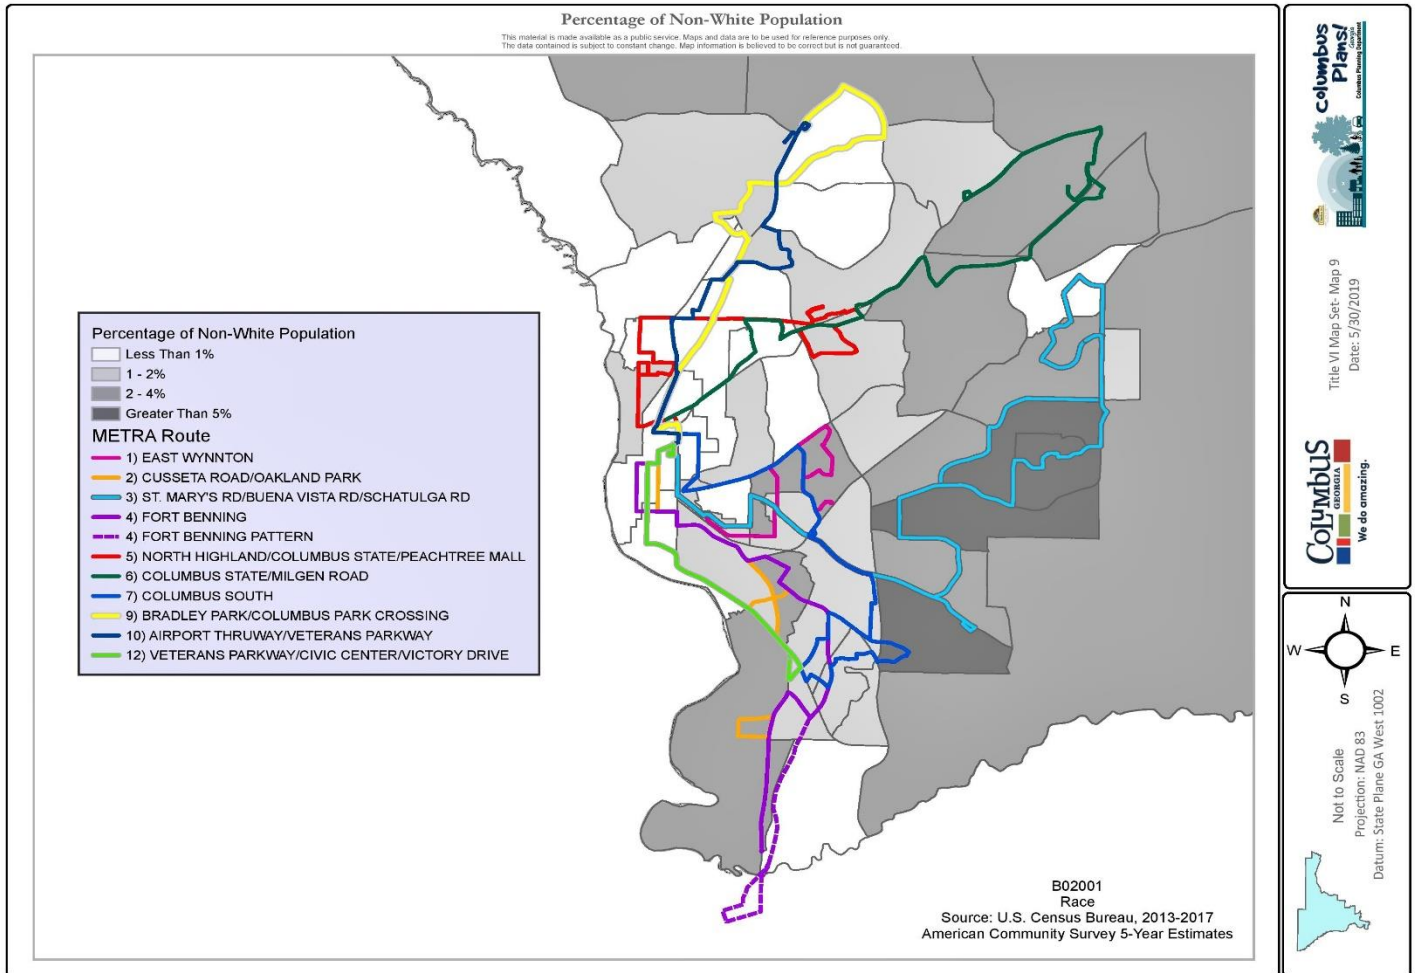 Percentage of Non-White Population
This material is made available as a public service. Maps and data are to be used for reference purposes only.
The data contained is subject to constant change. Map information is believed to be correct but is not guaranteed.
Percentage of Non-White Population
Less Than 1%
1 - 2%
2 - 4%
Greater Than 5%
METRA Route
1) EAST WYNNTON
2) CUSSETA ROAD/OAKLAND PARK
3) ST. MARY'S RD/BUENA VISTA RD/SCHATULGA RD
4) FORT BENNING
4) FORT BENNING PATTERN
5) NORTH HIGHLAND/COLUMBUS STATE/PEACHTREE MALL
6) COLUMBUS STATE/MILGEN ROAD
7) COLUMBUS SOUTH
9) BRADLEY PARK/COLUMBUS PARK CROSSING
10) AIRPORT THRUWAY/VETERANS PARKWAY
12) VETERANS PARKWAY/CIVIC CENTER/VICTORY DRIVE
B02001
Race
Source: U.S. Census Bureau, 2013-2017
American Community Survey 5-Year Estimates
Columbus
Plans!
Georgia
Columbus Planning Department
Title VI Map Set- Map 9
Date: 5/30/2019
COLUMBUS
GEORGIA
We do amazing.
N
W
E
S
Not to Scale
Projection: NAD 83
Datum: State Plane GA West 1002